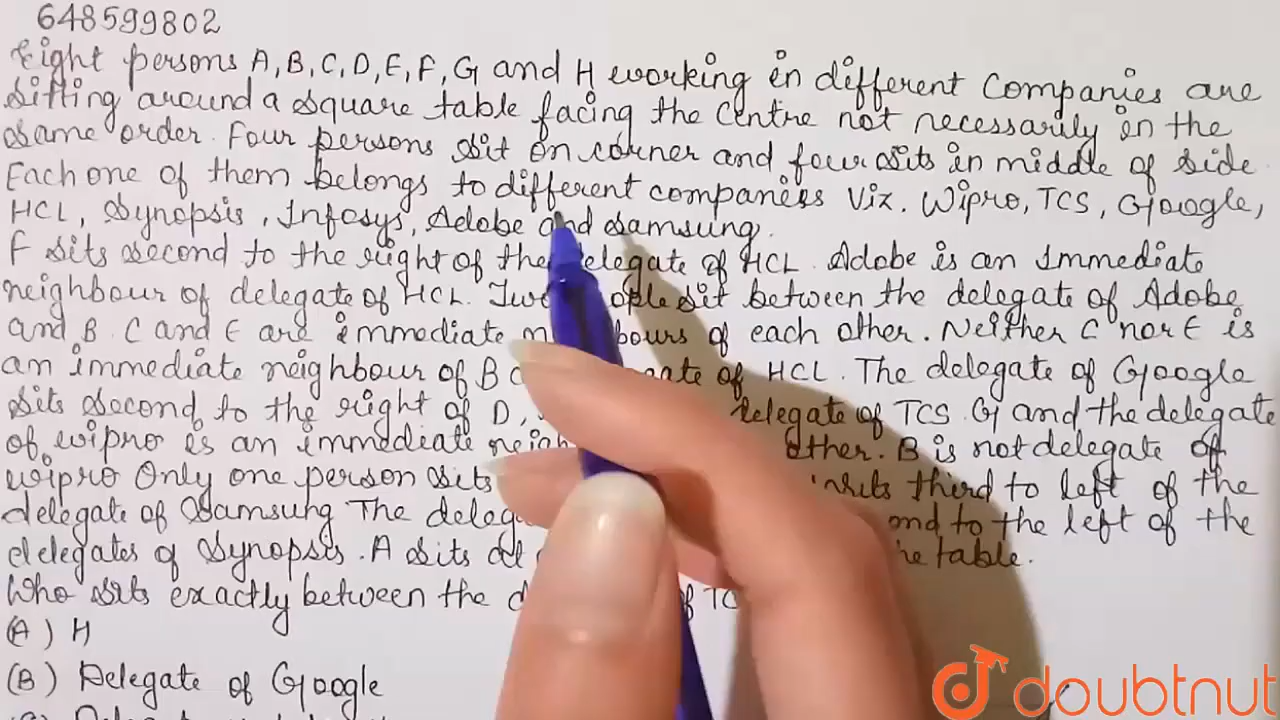 648599802
Eight persons A, B, C, D, E, F, G and H working in different Companies are
sitting around a square table facing the centre not necessarily in the
same order. Four persons sit on corner and four sits in middle of side
Each one of them belongs to different companies Viz. Wipro, TCS, Google,
HCL, Synopsis, Infosys, Adobe and Samsung.
F sits second to the right of the delegate of HCL. Adobe is an immediate
neighbour of delegate of HCL. sit between the delegate of Adobe
and B. C and E are immediate of each other. Neither C nor E is
an immediate neighbour of B of HCL. The delegate of Google
sits second to the right of D, delegate of TCS. G and the delegate
of wipro is an immediate other. B is not delegate of
wipro Only one person sits third to left of the
delegate of Samsung The to the left of the
delegates of Synopsis. A sits table.
Who sits exactly between the of
(A) H
(B) Delegate of Google
doubtnut